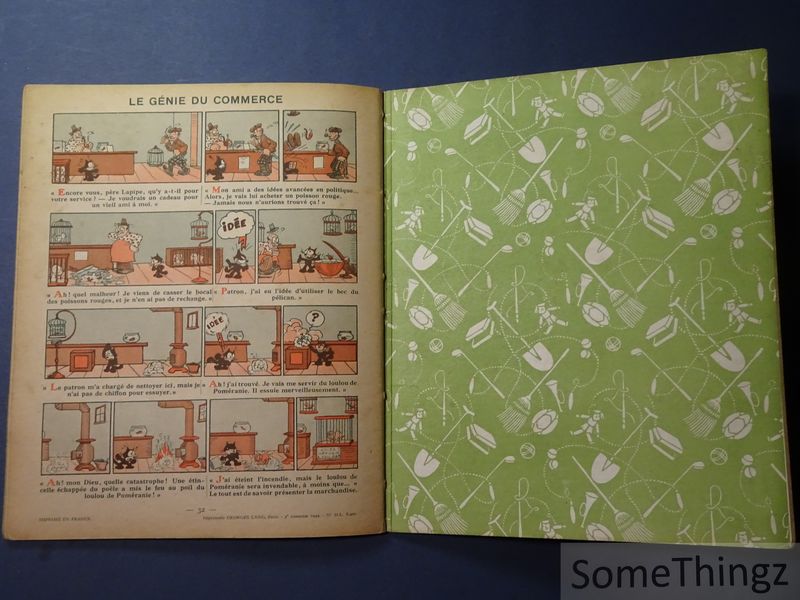 LE GÉNIE DU COMMERCE
« Encore vous, père Lapipe, qu'y a-t-il pour
votre service ? — Je voudrais un cadeau pour
un vieil ami à moi. »
« Mon ami a des idées avancées en politique...
Alors, je vais lui acheter un poisson rouge.
— Jamais nous n'aurions trouvé ça ! »
IDÉE
« Ah ! quel malheur ! Je viens de casser le bocal
des poissons rouges, et je n'en ai pas de rechange. »
« Patron, j'ai eu l'idée d'utiliser le bec du
pélican. »
IDÉE
?
« Le patron m'a chargé de nettoyer ici, mais je
n'ai pas de chiffon pour essuyer. »
« Ah ! j'ai trouvé. Je vais me servir du loulou de
Poméranie. Il essuie merveilleusement. »
« Ah ! mon Dieu, quelle catastrophe ! Une étin-
celle échappée du poêle a mis le feu au poil du
loulou de Poméranie ! »
« J'ai éteint l'incendie, mais le loulou de
Poméranie sera invendable, à moins que... »
Le tout est de savoir présenter la marchandise.
— 32 —
IMPRIMÉ EN FRANCE.
Imprimerie GEORGES LANG, Paris.
SomeThingz